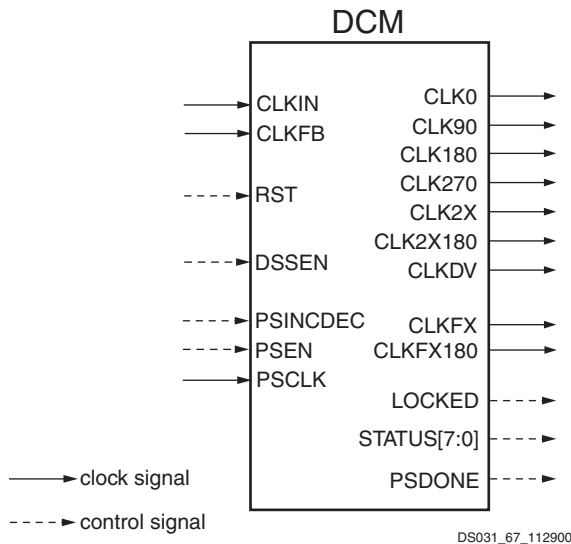 DCM
CLKIN
CLKFB
RST
DSSEN
PSINCDEC
PSEN
PSCLK
CLK0
CLK90
CLK180
CLK270
CLK2X
CLK2X180
CLKDV
CLKFX
CLKFX180
LOCKED
STATUS[7:0]
PSDONE
clock signal
control signal
DS031_67_112900